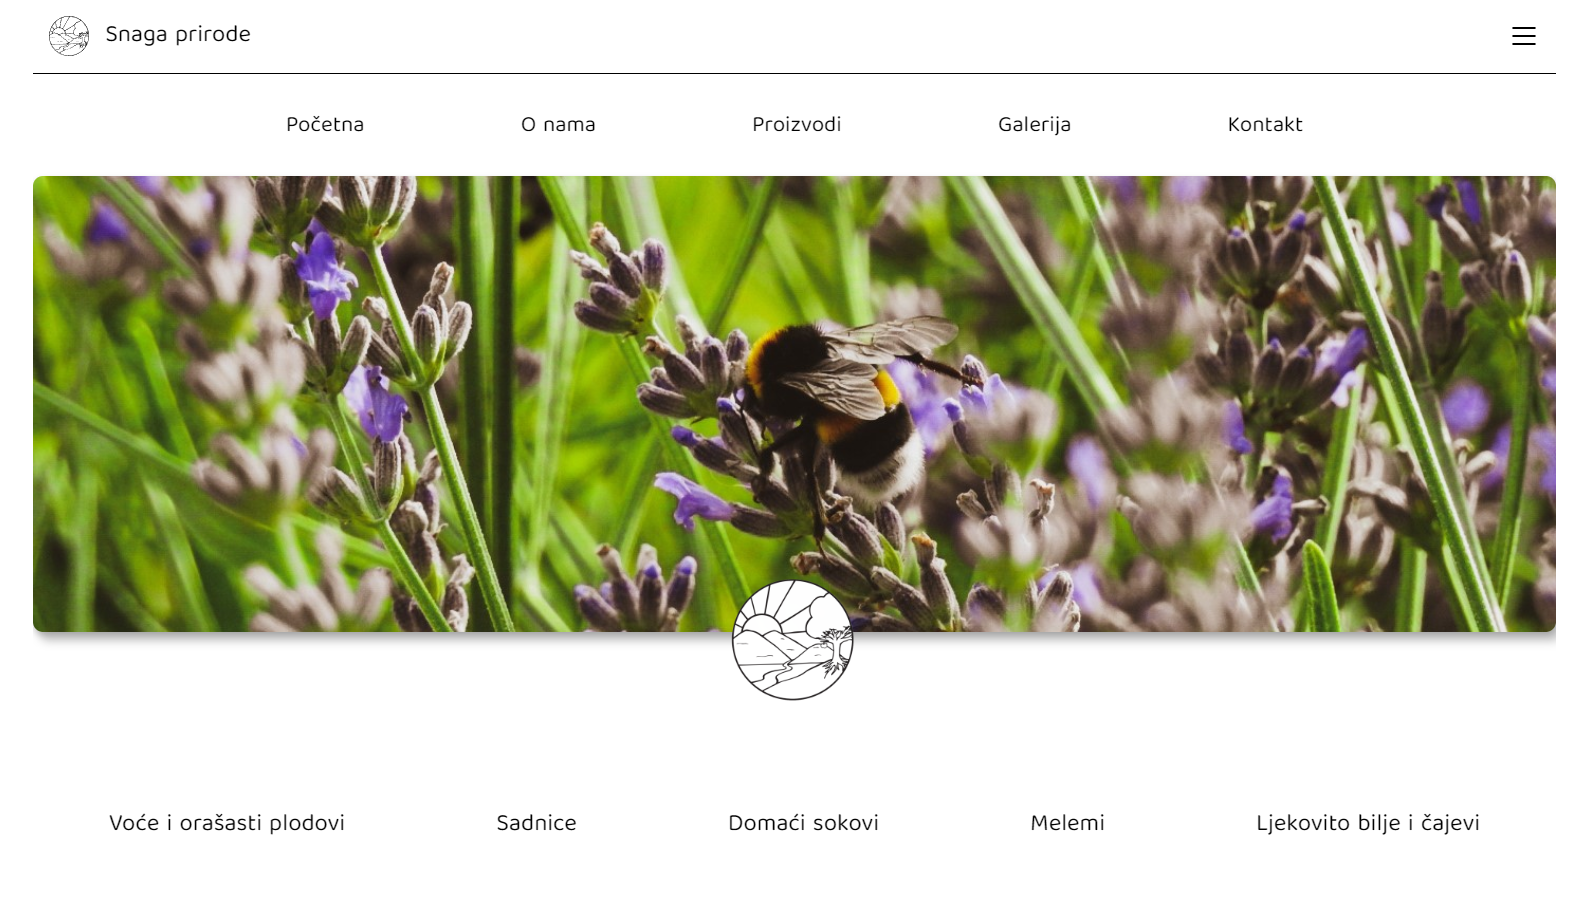 Snaga prirode
Početna O nama Proizvodi Galerija Kontakt
Voće i orašasti plodovi Sadnice Domaći sokovi Melemi Ljekovito bilje i čajevi